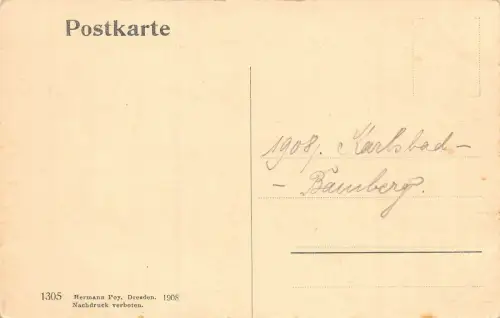 Postkarte
1908. Karlsbad -
- Bamberg.
1305 Hermann Poy, Dresden. 1908
Nachdruck verboten.